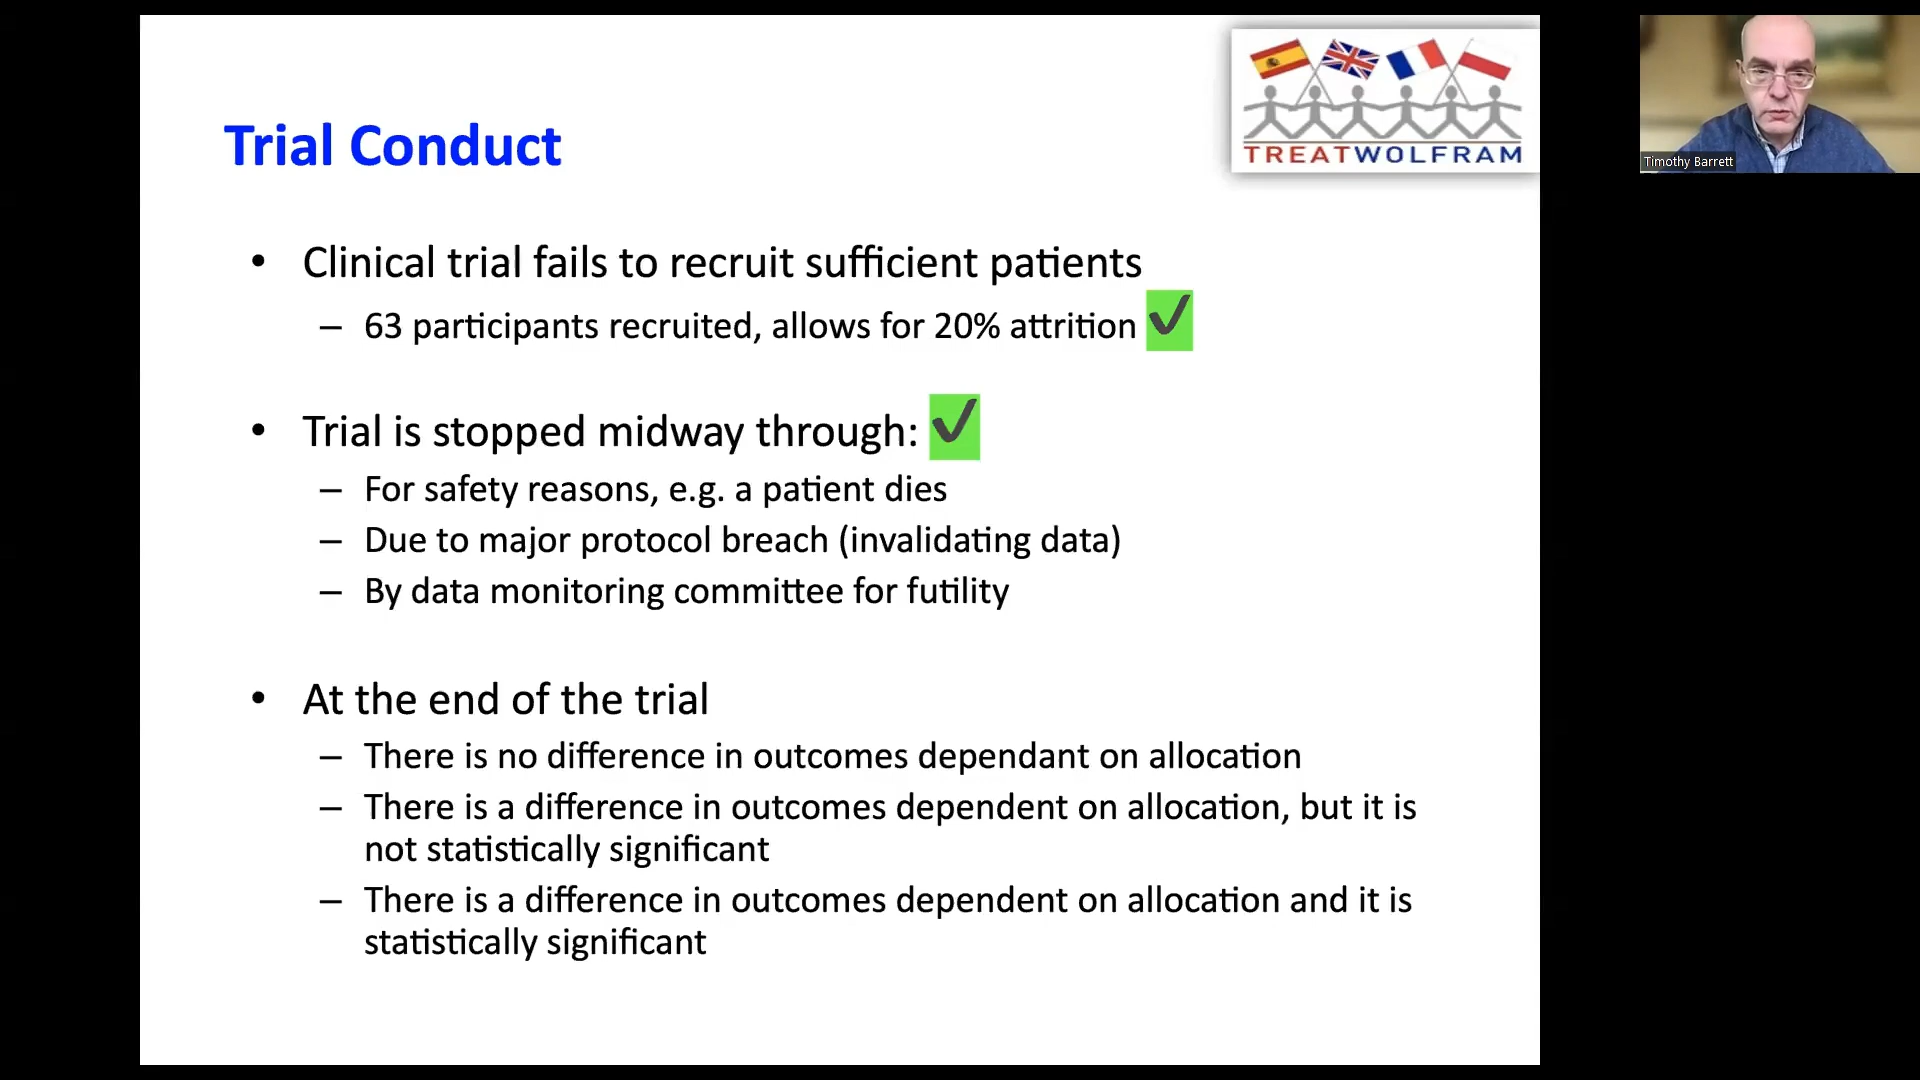 Trial Conduct
TREATWOLFRAM
Timothy Barrett
• Clinical trial fails to recruit sufficient patients
– 63 participants recruited, allows for 20% attrition ✔
• Trial is stopped midway through: ✔
– For safety reasons, e.g. a patient dies
– Due to major protocol breach (invalidating data)
– By data monitoring committee for futility
• At the end of the trial
– There is no difference in outcomes dependant on allocation
– There is a difference in outcomes dependent on allocation, but it is
not statistically significant
– There is a difference in outcomes dependent on allocation and it is
statistically significant